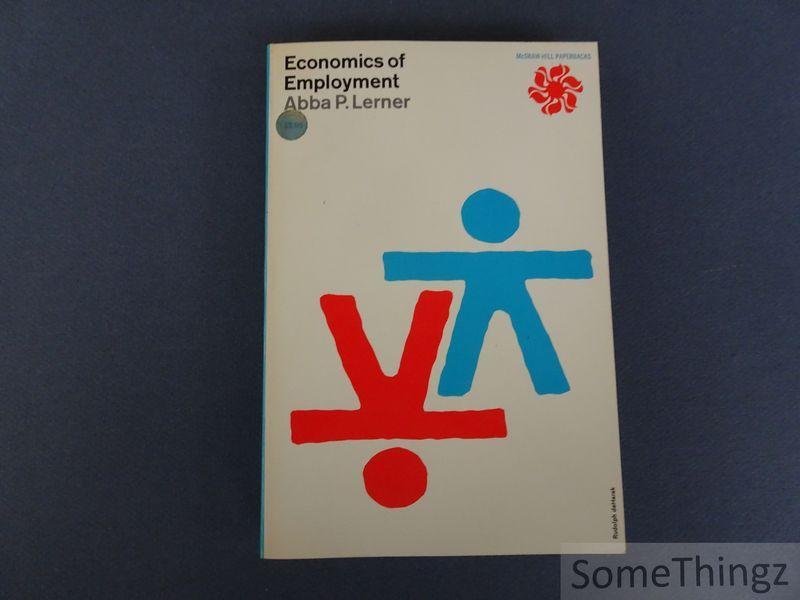 Economics of
Employment
Abba P. Lerner
McGRAW-HILL PAPERBACKS
Rudolph deHarak
SomeThingz